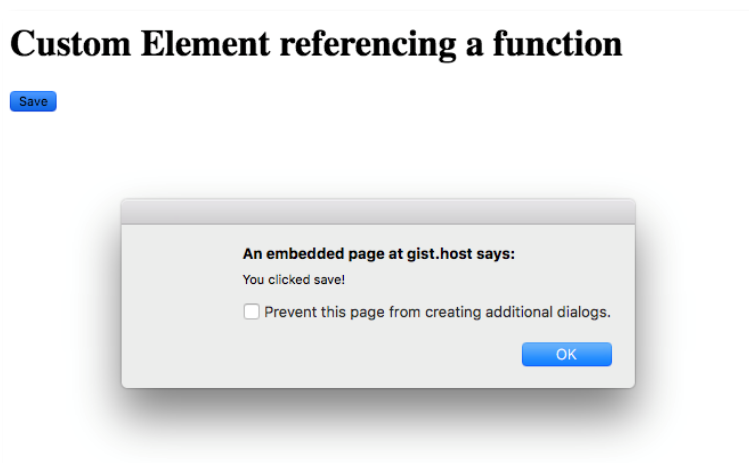 Custom Element referencing a function
Save
An embedded page at gist.host says:
You clicked save!
Prevent this page from creating additional dialogs.
OK